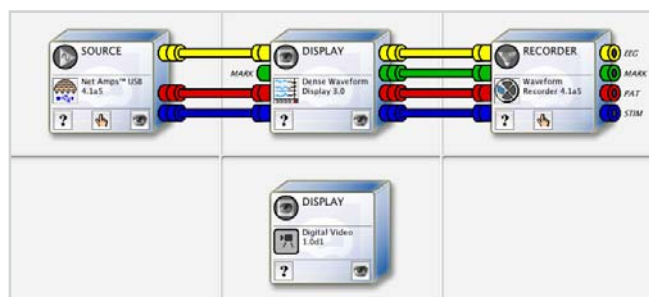 SOURCE
Net Amps™ USB
4.1a5
?
MARK
DISPLAY
Dense Waveform
Display 3.0
?
RECORDER
Waveform
Recorder 4.1a5
?
EEG
MARK
PAT
STIM
DISPLAY
Digital Video
1.0d1
?